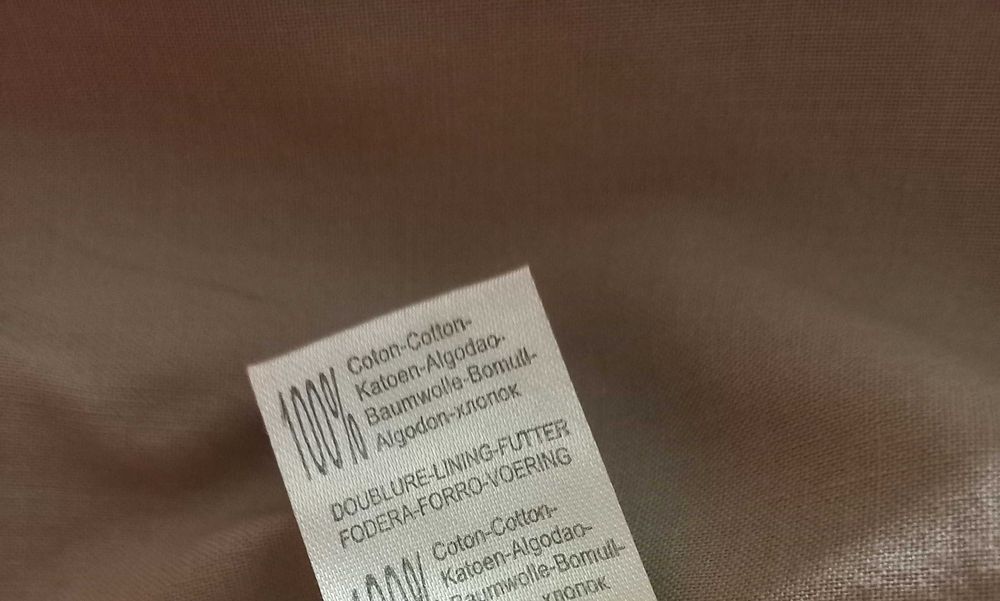 100% Coton-Cotton-
Katoen-Algodao-
Baumwolle-Bomull-
Algodon-хлопок
DOUBLURE-LINING-FUTTER
FODERA-FORRO-VOERING
100% Coton-Cotton-
Katoen-Algodao-
Baumwolle-Bomull-
хлопок